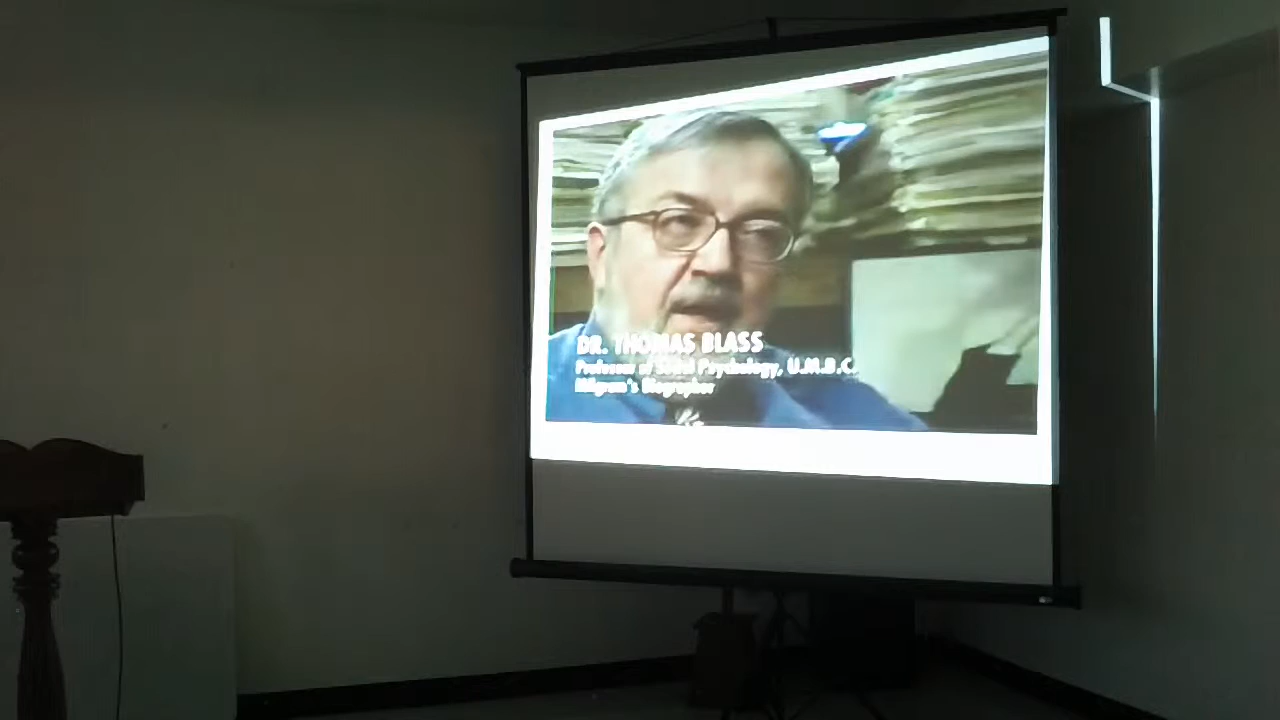 DR. THOMAS BLASS
Professor of Social Psychology, U.M.B.C.
Milgram's Biographer